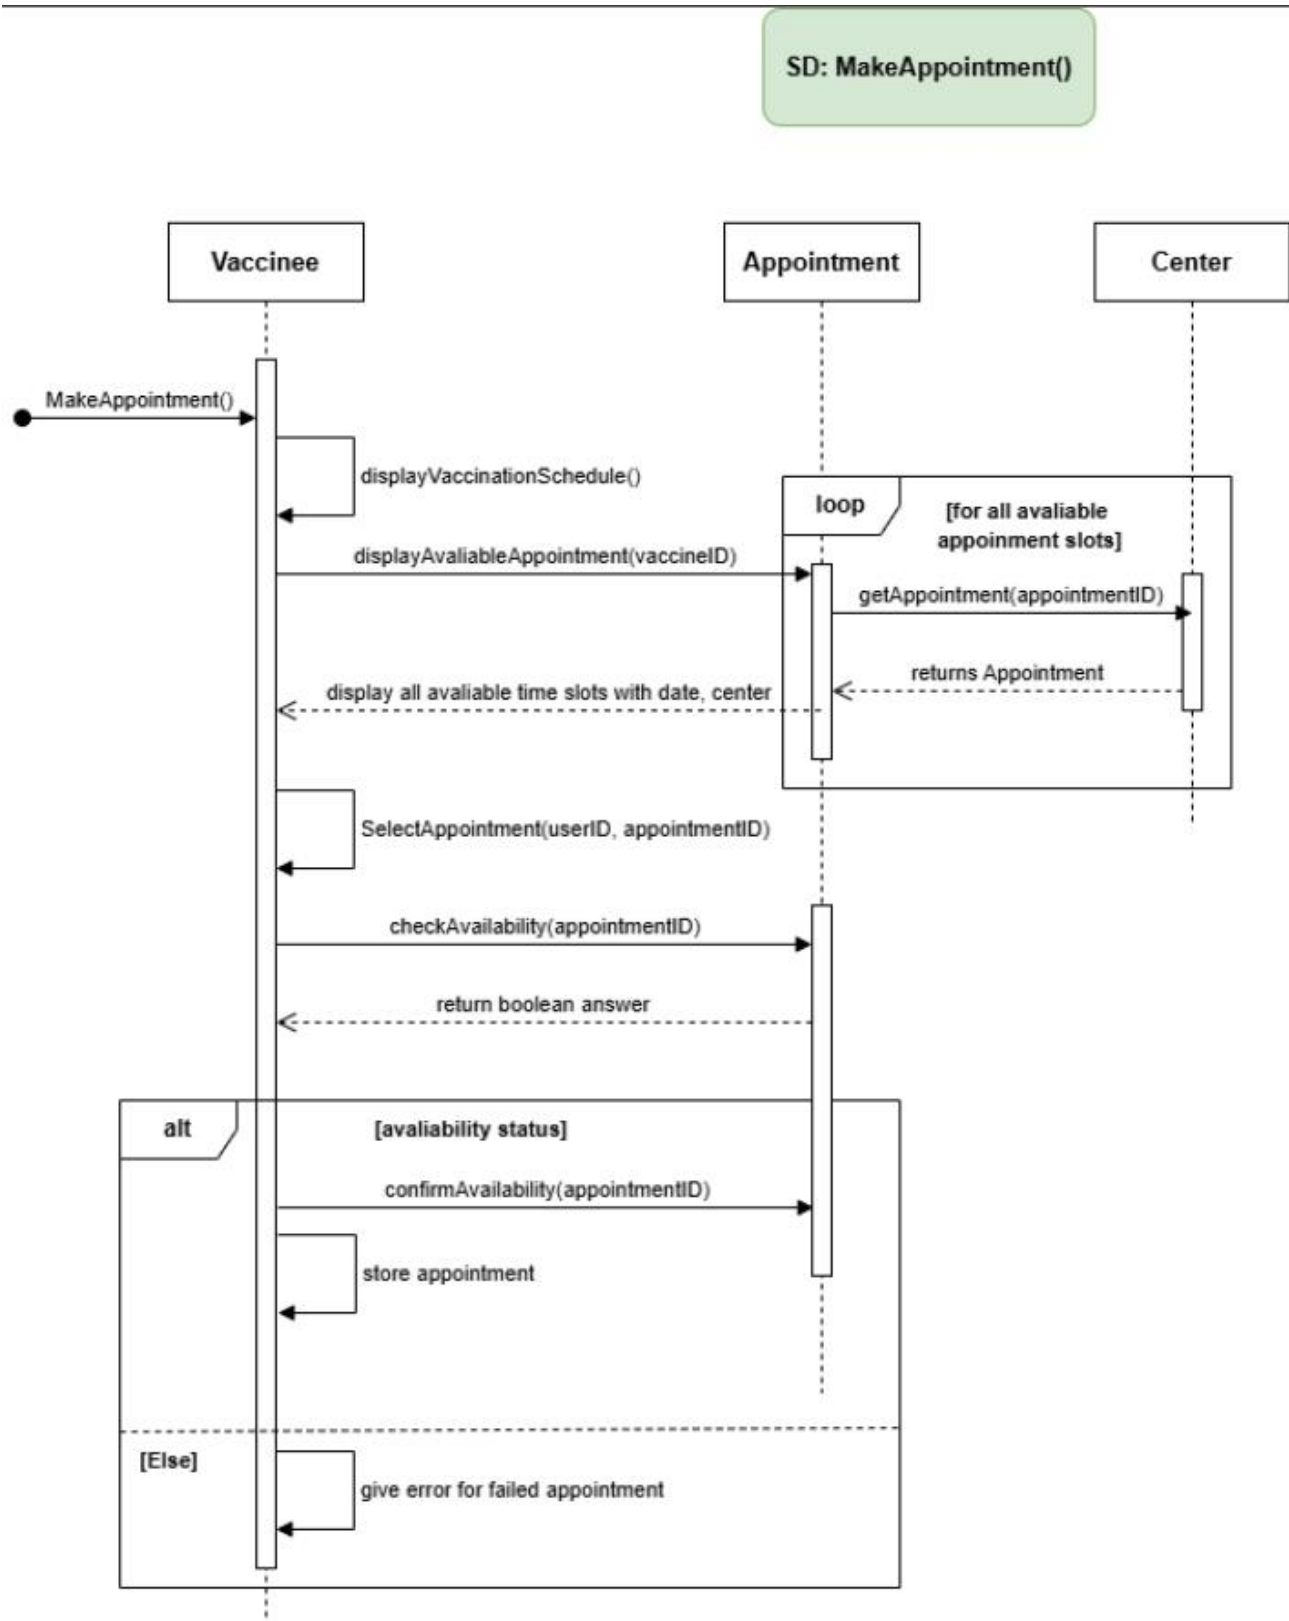 SD: MakeAppointment()
Vaccinee
Appointment
Center
MakeAppointment()
displayVaccinationSchedule()
loop
[for all avaliable
appoinment slots]
displayAvaliableAppointment(vaccineID)
getAppointment(appointmentID)
returns Appointment
display all avaliable time slots with date, center
SelectAppointment(userID, appointmentID)
checkAvailability(appointmentID)
return boolean answer
alt
[avaliability status]
confirmAvailability(appointmentID)
store appointment
[Else]
give error for failed appointment